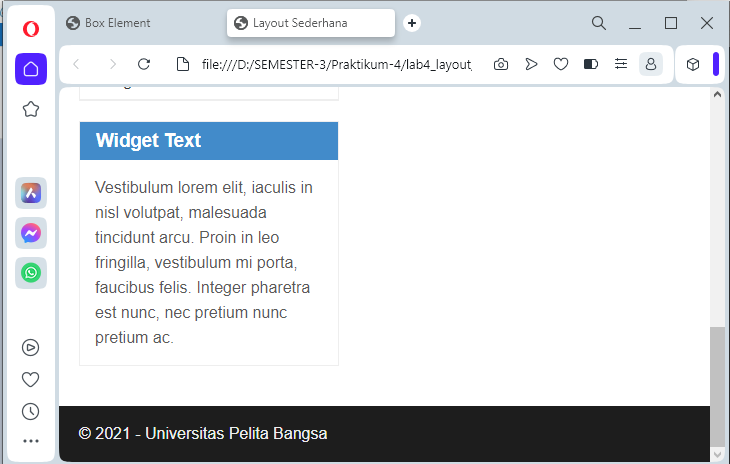 Box Element
Layout Sederhana
file:///D:/SEMESTER-3/Praktikum-4/lab4_layout_
Widget Text
Vestibulum lorem elit, iaculis in
nisl volutpat, malesuada
tincidunt arcu. Proin in leo
fringilla, vestibulum mi porta,
faucibus felis. Integer pharetra
est nunc, nec pretium nunc
pretium ac.
© 2021 - Universitas Pelita Bangsa